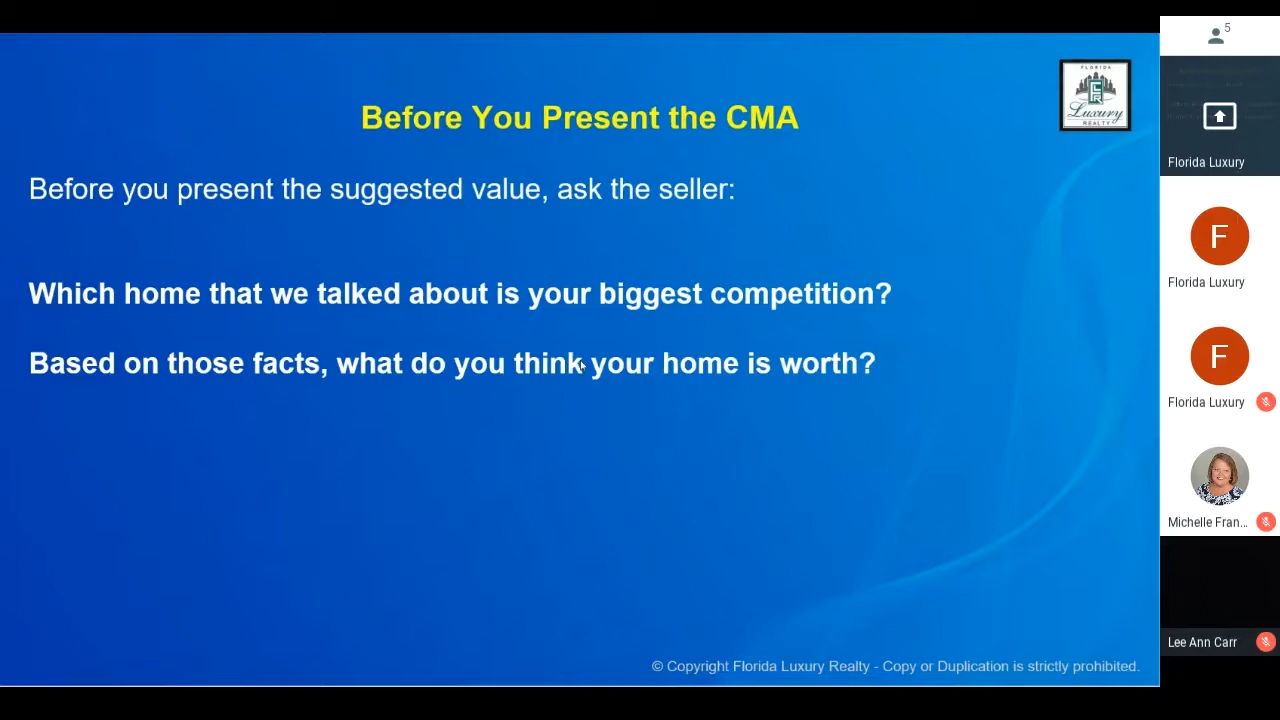 5
FLORIDA
Luxury
REALTY
Before You Present the CMA
Before you present the suggested value, ask the seller:
Which home that we talked about is your biggest competition?
Based on those facts, what do you think your home is worth?
© Copyright Florida Luxury Realty - Copy or Duplication is strictly prohibited.
Florida Luxury
F
Florida Luxury
F
Florida Luxury
Michelle Fran...
Lee Ann Carr